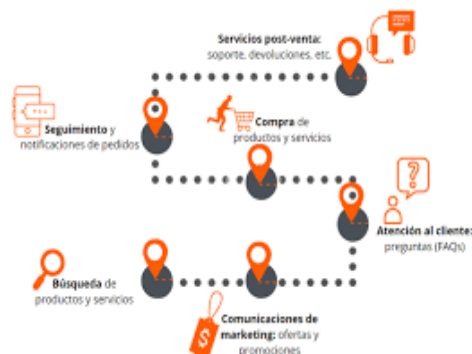 Servicios post-venta:
soporte, devoluciones, etc.
Seguimiento y
notificaciones de pedidos
Compra de
productos y servicios
Atención al cliente:
preguntas (FAQs)
Búsqueda de
productos y servicios
Comunicaciones de
marketing: ofertas y
promociones